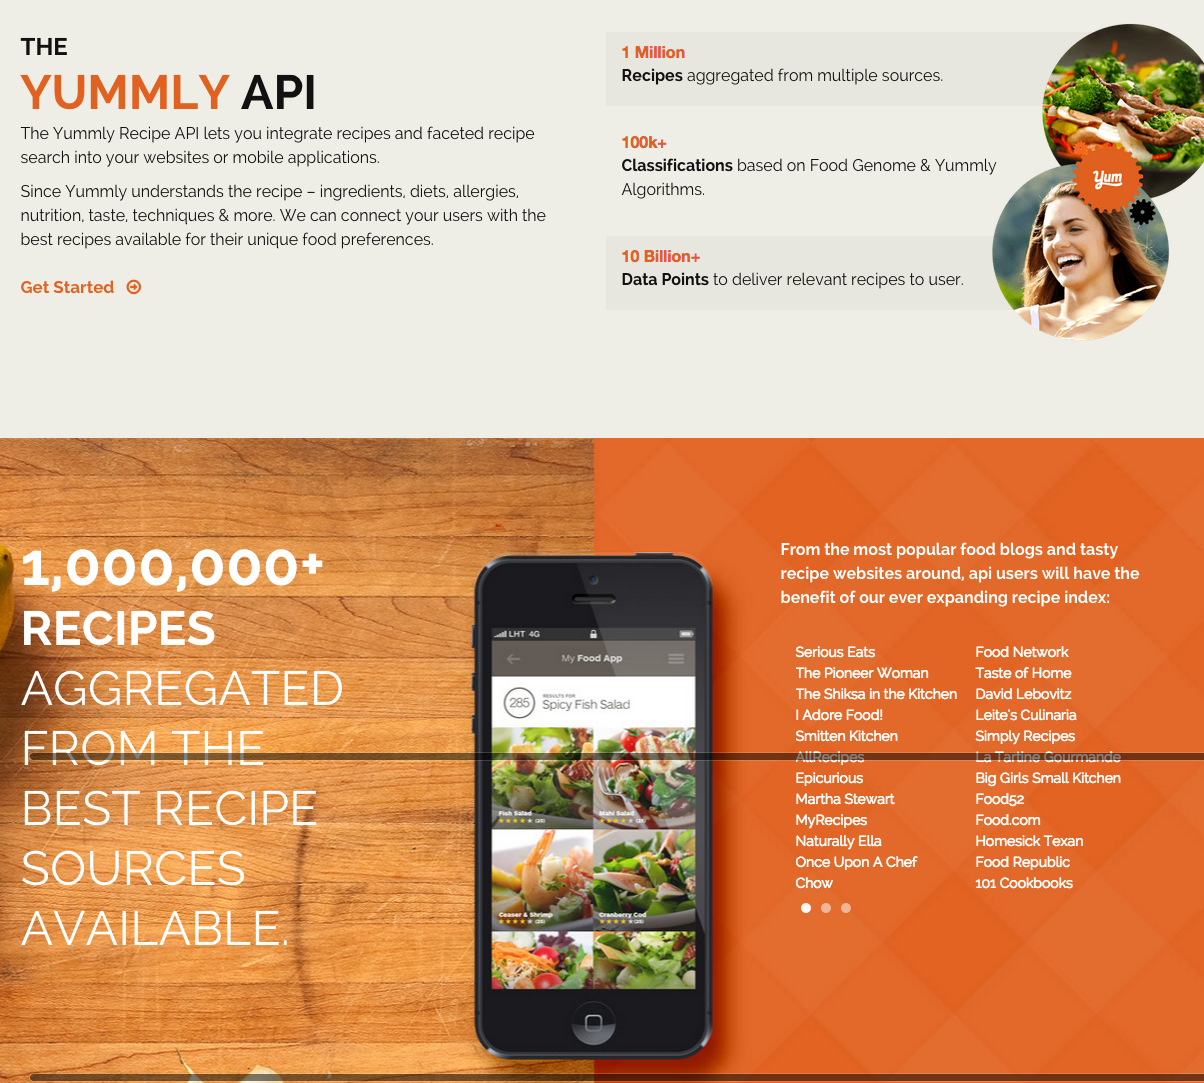 THE
YUMMLY API
The Yummly Recipe API lets you integrate recipes and faceted recipe
search into your websites or mobile applications.
Since Yummly understands the recipe – ingredients, diets, allergies,
nutrition, taste, techniques & more. We can connect your users with the
best recipes available for their unique food preferences.
Get Started
1 Million
Recipes aggregated from multiple sources.
100k+
Classifications based on Food Genome & Yummly
Algorithms.
10 Billion+
Data Points to deliver relevant recipes to user.
Yum
1,000,000+
RECIPES
AGGREGATED
FROM THE
BEST RECIPE
SOURCES
AVAILABLE.
LHT 4G
My Food App
285
RESULTS FOR
Spicy Fish Salad
Fish Salad
(25)
Mahi Salad
(25)
Ceaser & Shrimp
(25)
Cranberry Cod
(25)
From the most popular food blogs and tasty
recipe websites around, api users will have the
benefit of our ever expanding recipe index:
Serious Eats
The Pioneer Woman
The Shiksa in the Kitchen
I Adore Food!
Smitten Kitchen
AllRecipes
Epicurious
Martha Stewart
MyRecipes
Naturally Ella
Once Upon A Chef
Chow
Food Network
Taste of Home
David Lebovitz
Leite's Culinaria
Simply Recipes
La Tartine Gourmande
Big Girls Small Kitchen
Food52
Food.com
Homesick Texan
Food Republic
101 Cookbooks